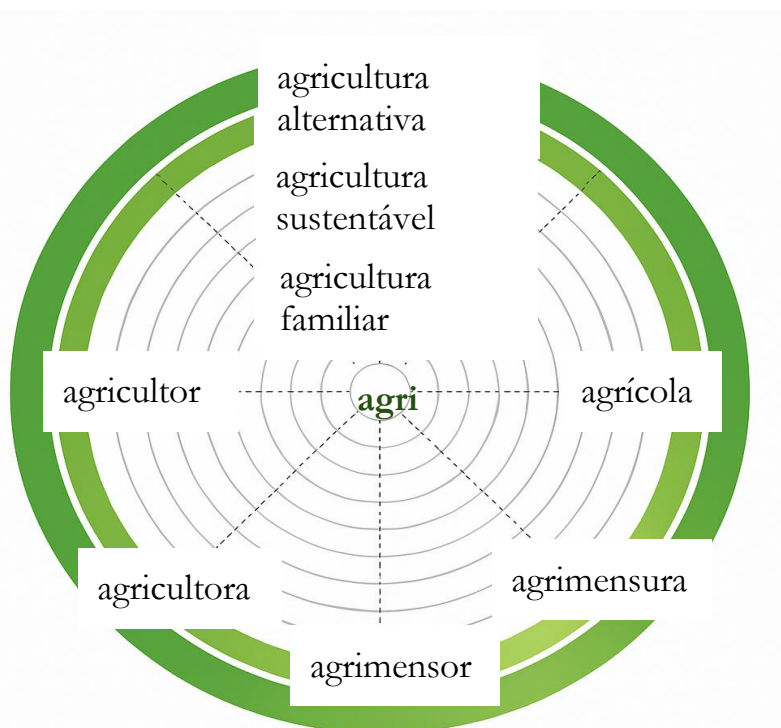 agricultura
alternativa
agricultura
sustentável
agricultura
familiar
agricultor
agri
agrícola
agricultora
agrimensura
agrimensor